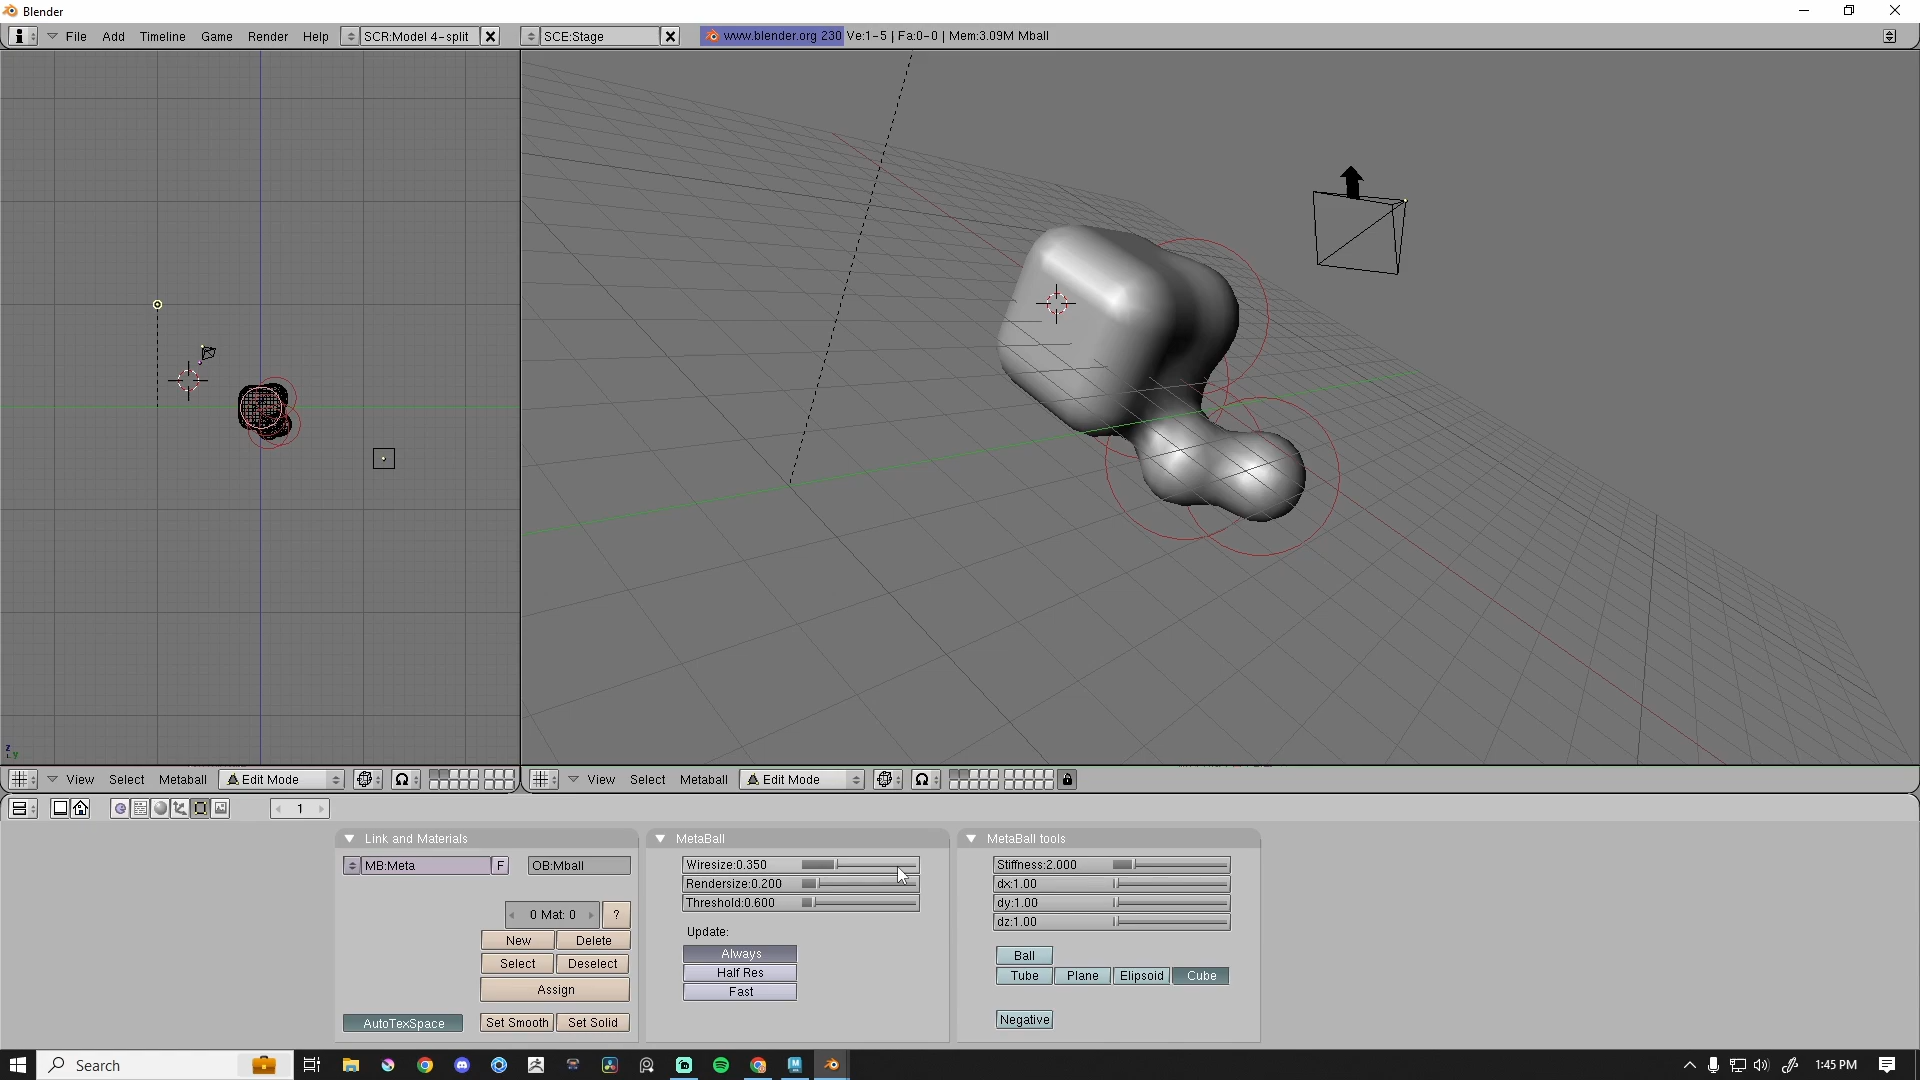 Blender
File Add Timeline Game Render Help SCR:Model 4-split SCE:Stage www.blender.org 230 Ve:1-5 | Fa:0-0 | Mem:3.09M Mball
z
y
View Select Metaball Edit Mode View Select Metaball Edit Mode
1
Link and Materials MetaBall MetaBall tools
MB:Meta F OB:Mball Wiresize:0.350 Stiffness:2.000
Rendersize:0.200 dx:1.00
Threshold:0.600 dy:1.00
0 Mat: 0 ? dz:1.00
Update:
New Delete Always Ball
Select Deselect Half Res Tube Plane Elipsoid Cube
Assign Fast
AutoTexSpace Set Smooth Set Solid Negative
Search 1:45 PM